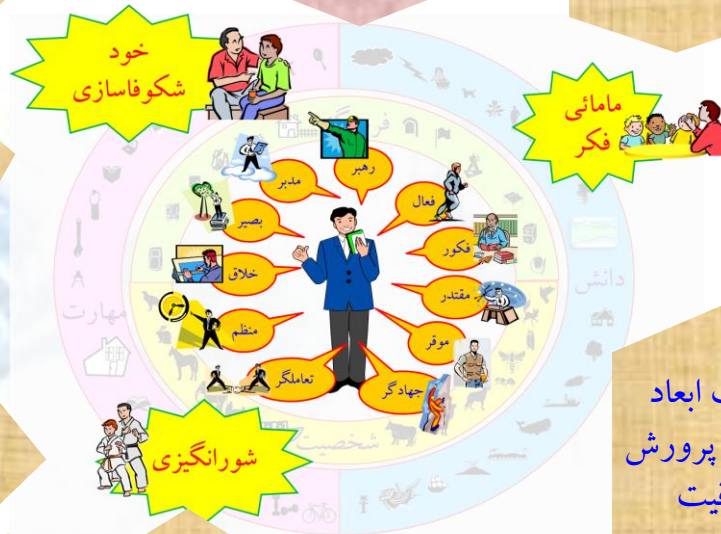 خود
شکوفاسازی
مامائی
فکر
رهبر
مدبر
فعال
بصیر
فکور
خلاق
مقتدر
منظم
موقر
تعاملگر
جهادگر
دانش
مهارت
شخصیت
شورانگیزی
ابعاد
پرورش